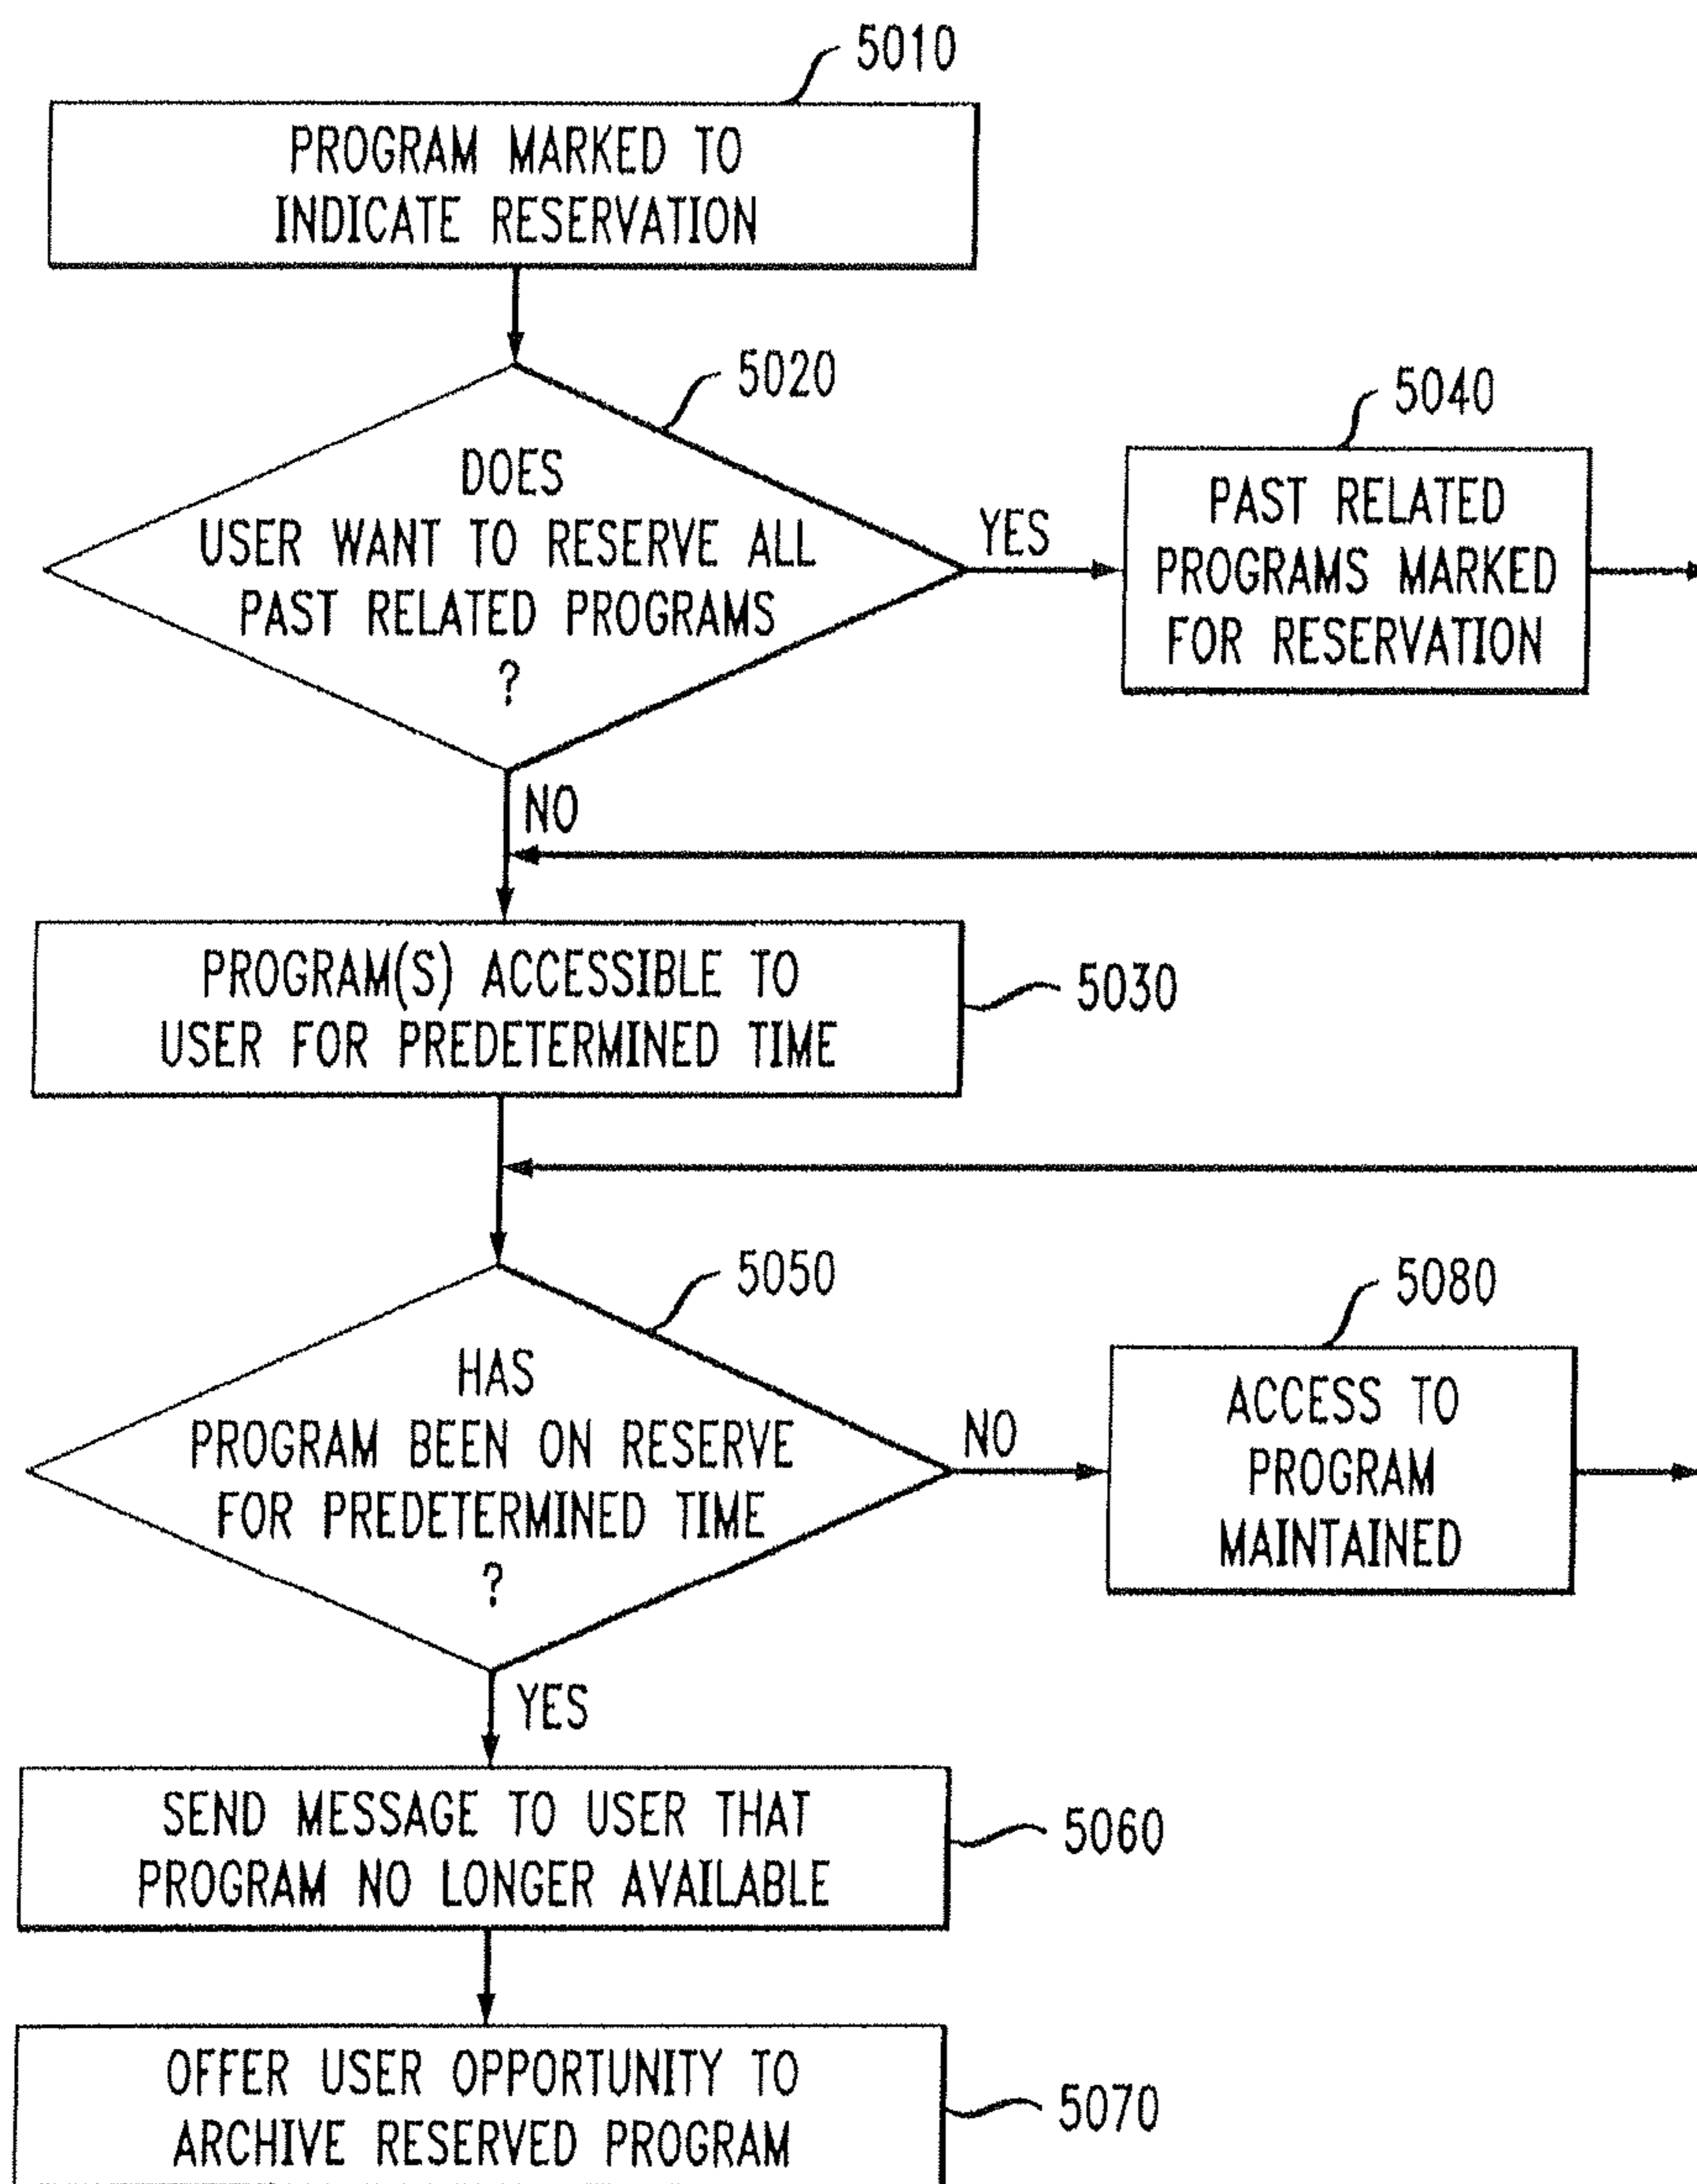 5010
PROGRAM MARKED TO
INDICATE RESERVATION
5020
DOES
USER WANT TO RESERVE ALL
PAST RELATED PROGRAMS
?
YES
5040
PAST RELATED
PROGRAMS MARKED
FOR RESERVATION
NO
PROGRAM(S) ACCESSIBLE TO
USER FOR PREDETERMINED TIME
5030
5050
HAS
PROGRAM BEEN ON RESERVE
FOR PREDETERMINED TIME
?
NO
5080
ACCESS TO
PROGRAM
MAINTAINED
YES
SEND MESSAGE TO USER THAT
PROGRAM NO LONGER AVAILABLE
5060
OFFER USER OPPORTUNITY TO
ARCHIVE RESERVED PROGRAM
5070